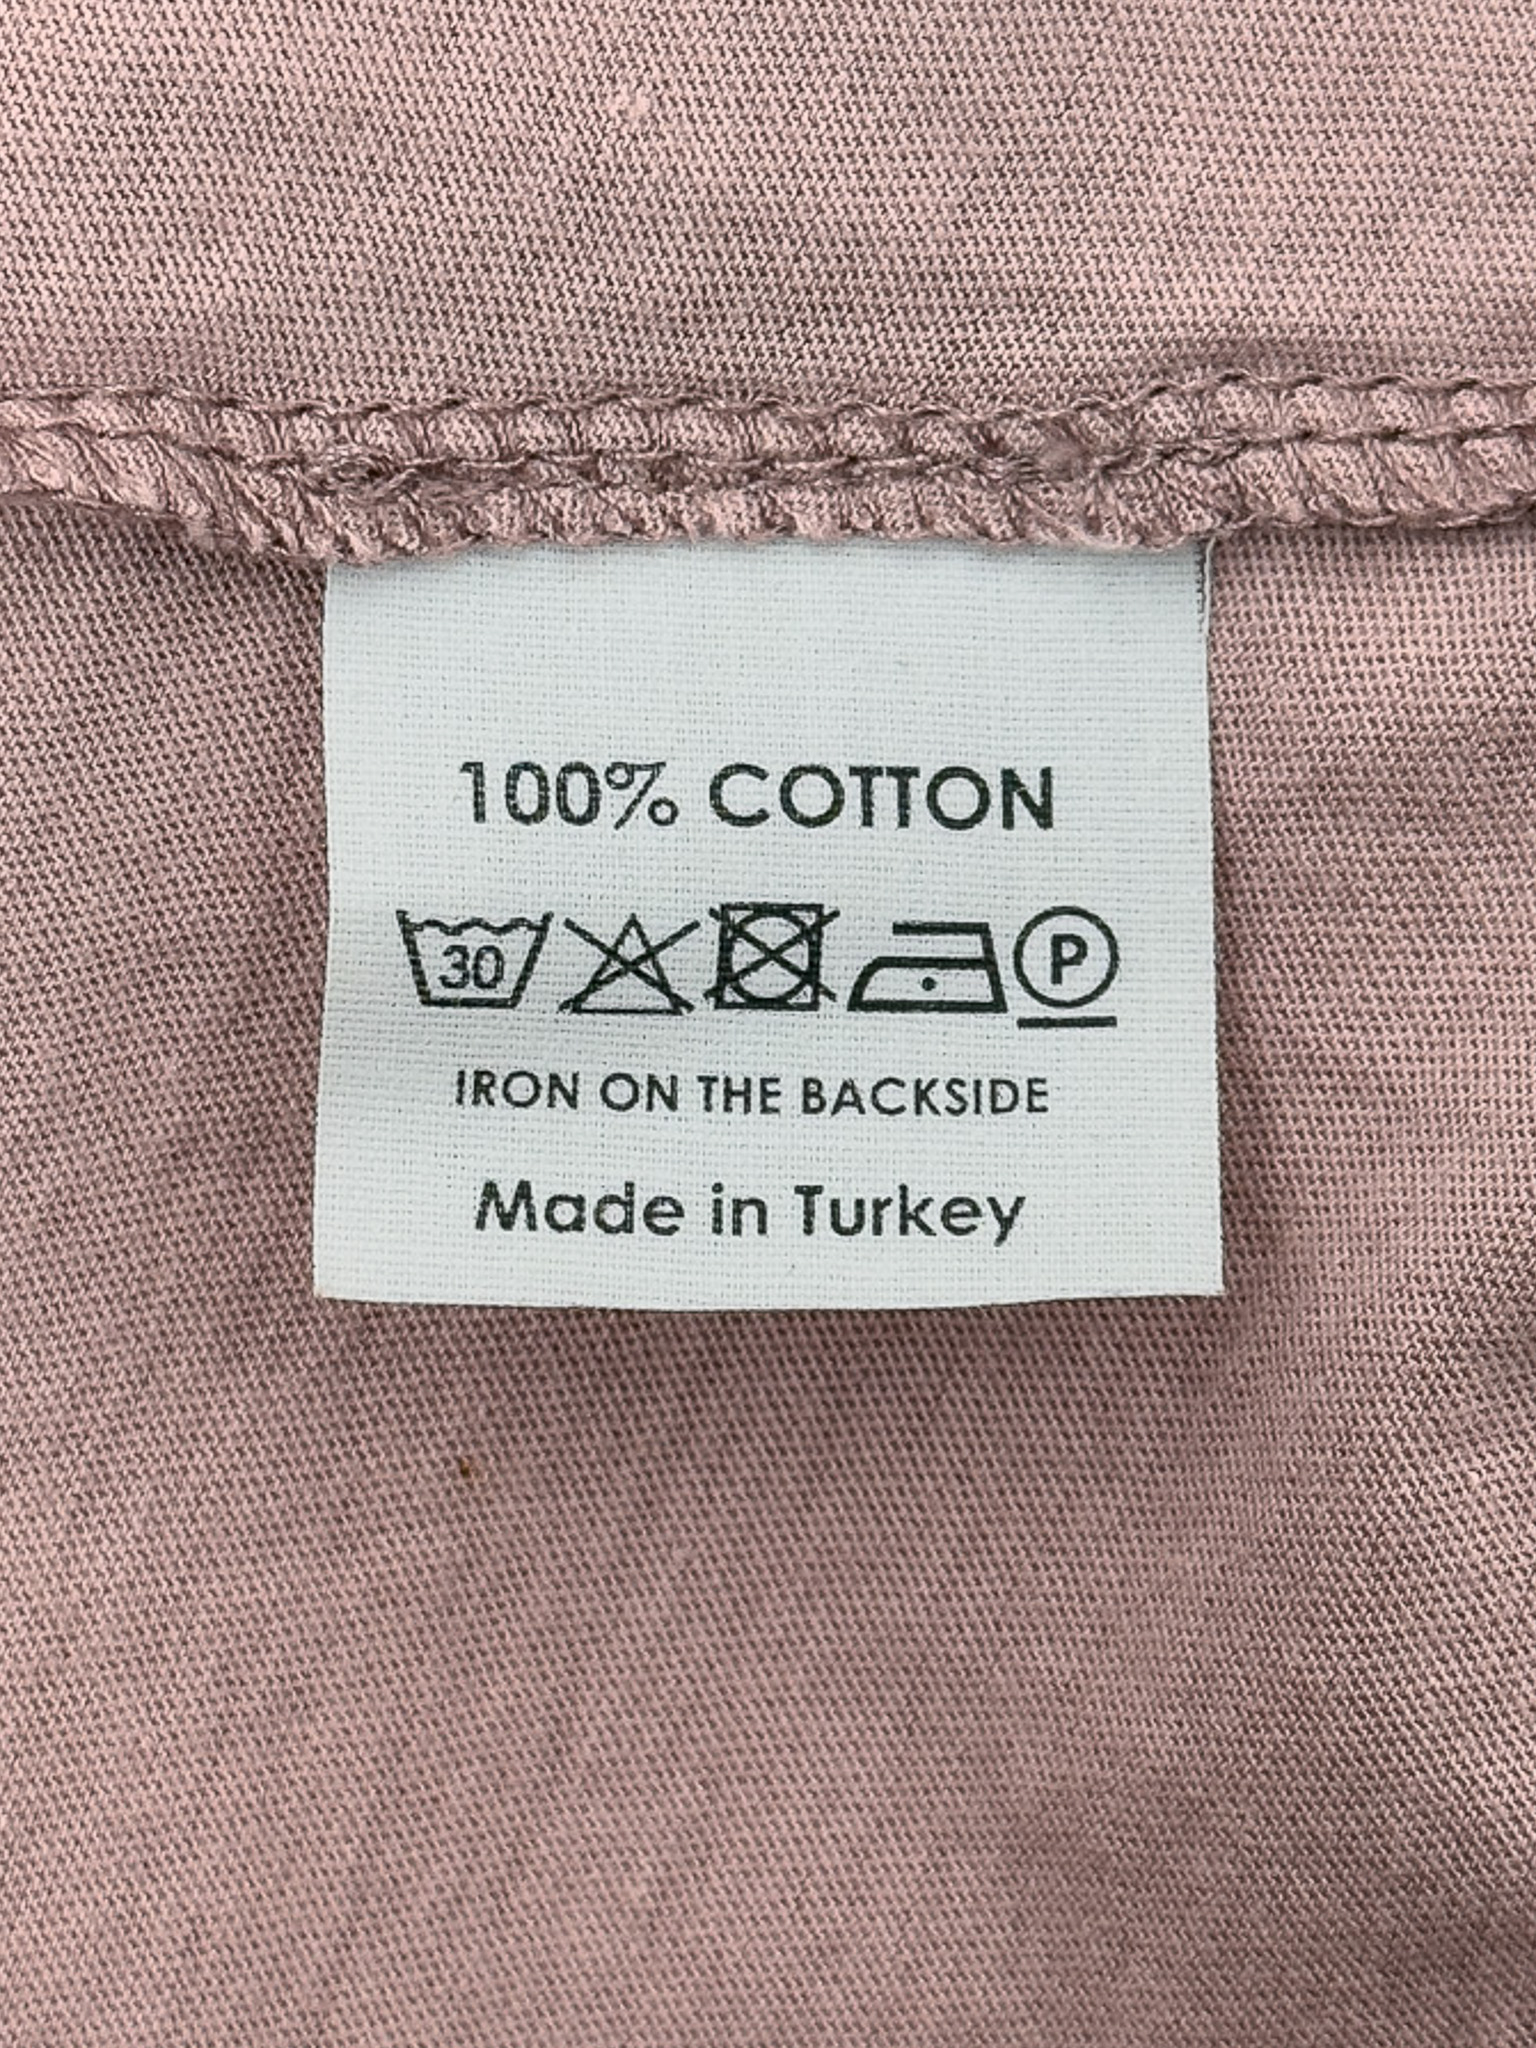 100% COTTON
30 P
IRON ON THE BACKSIDE
Made in Turkey